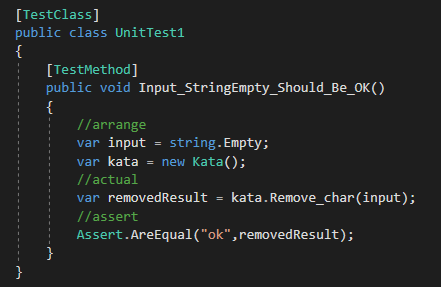 [TestClass]
public class UnitTest1
{
[TestMethod]
public void Input_StringEmpty_Should_Be_OK()
{
//arrange
var input = string.Empty;
var kata = new Kata();
//actual
var removedResult = kata.Remove_char(input);
//assert
Assert.AreEqual("ok",removedResult);
}
}